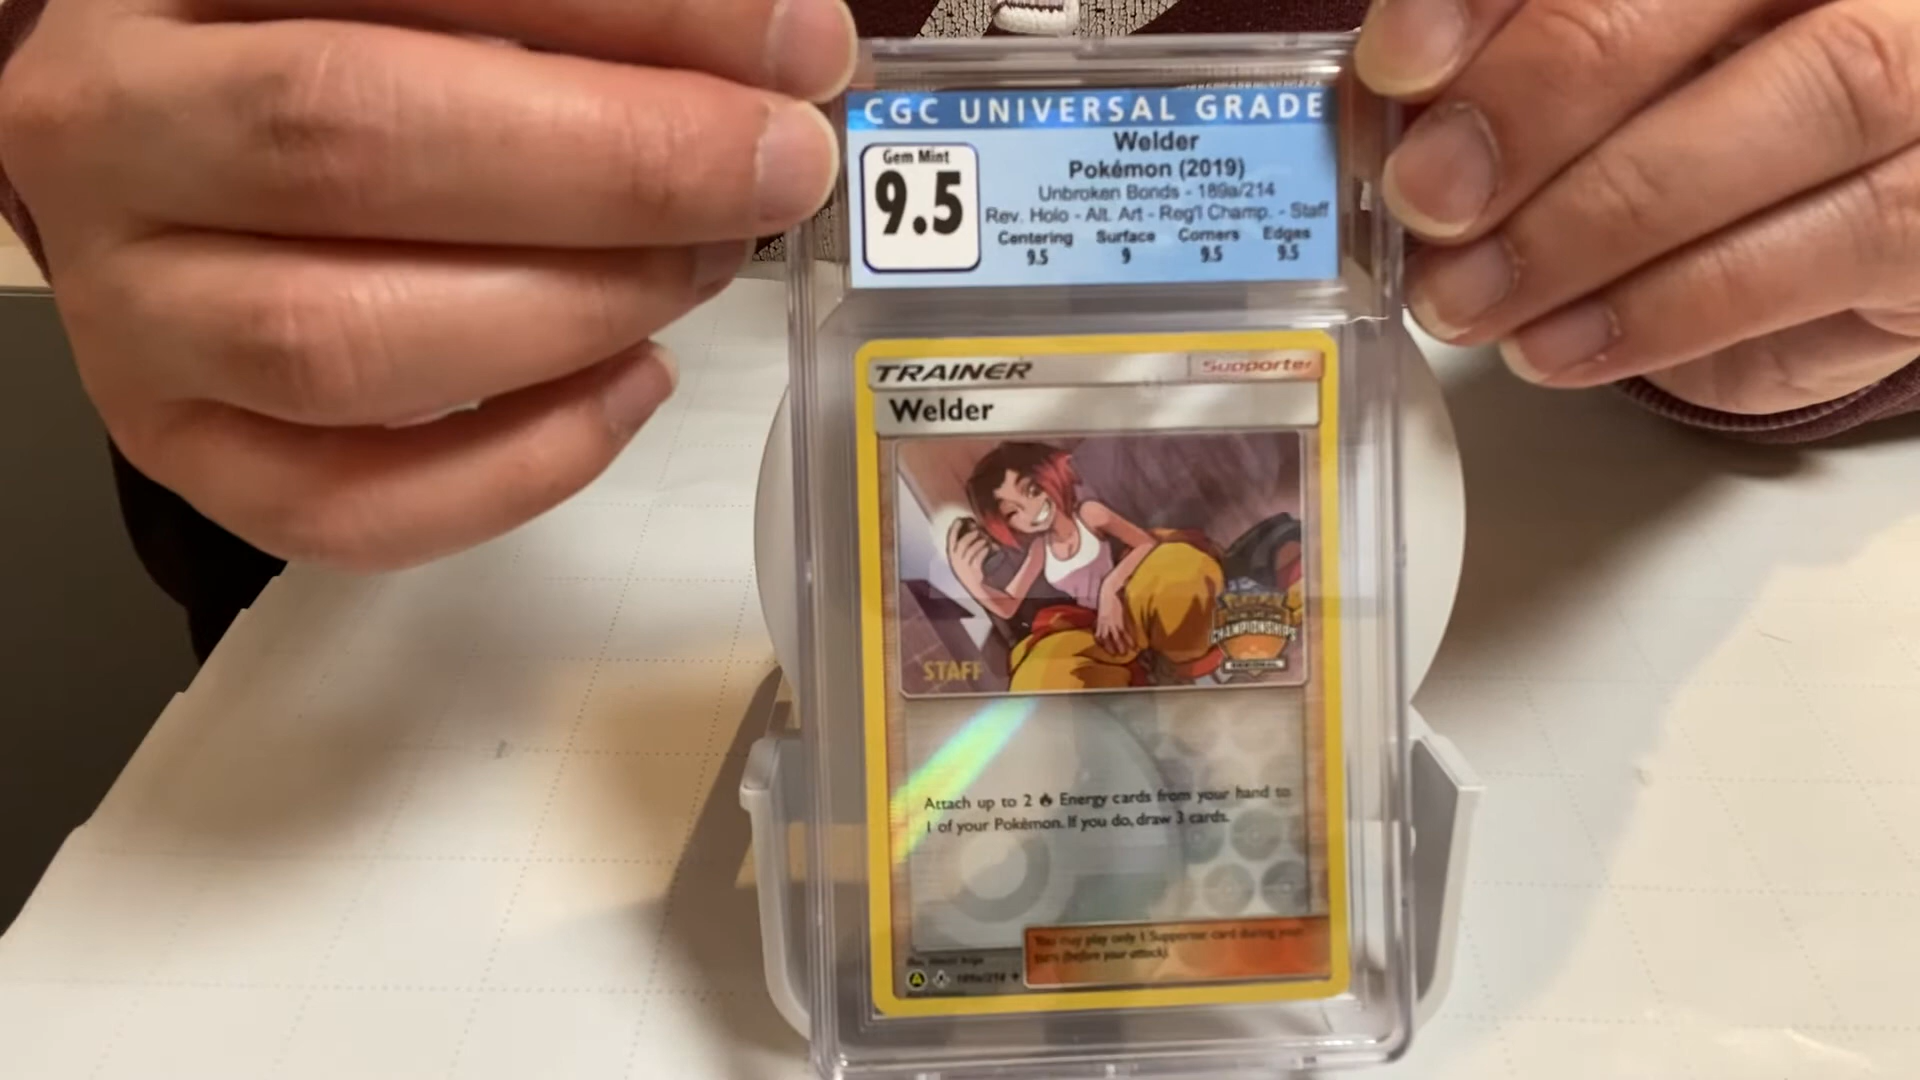 CGC UNIVERSAL GRADE
Gem Mint
9.5
Welder
Pokémon (2019)
Unbroken Bonds - 189a/214
Rev. Holo - Alt. Art - Reg'l Champ. - Staff
Centering Surface Corners Edges
9.5 9 9.5 9.5
TRAINER
Supporter
Welder
CHAMPIONSHIPS
STAFF
Attach up to 2 Energy cards from your hand to
1 of your Pokémon. If you do, draw 3 cards.
You may play only 1 Supporter card during your
turn (before your attack).
189a/214